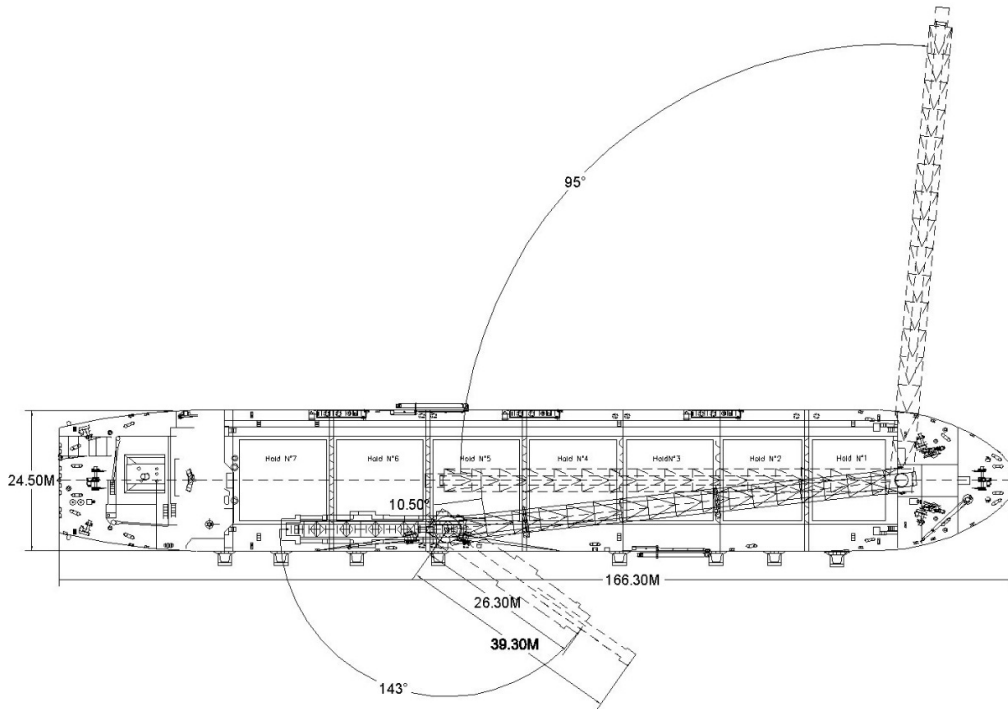 95°
24.50M
Hold N°7
Hold N°6
Hold N°5
Hold N°4
HoldN°3
Hold N°2
Hold N°1
10.50°
166.30M
26.30M
39.30M
143°